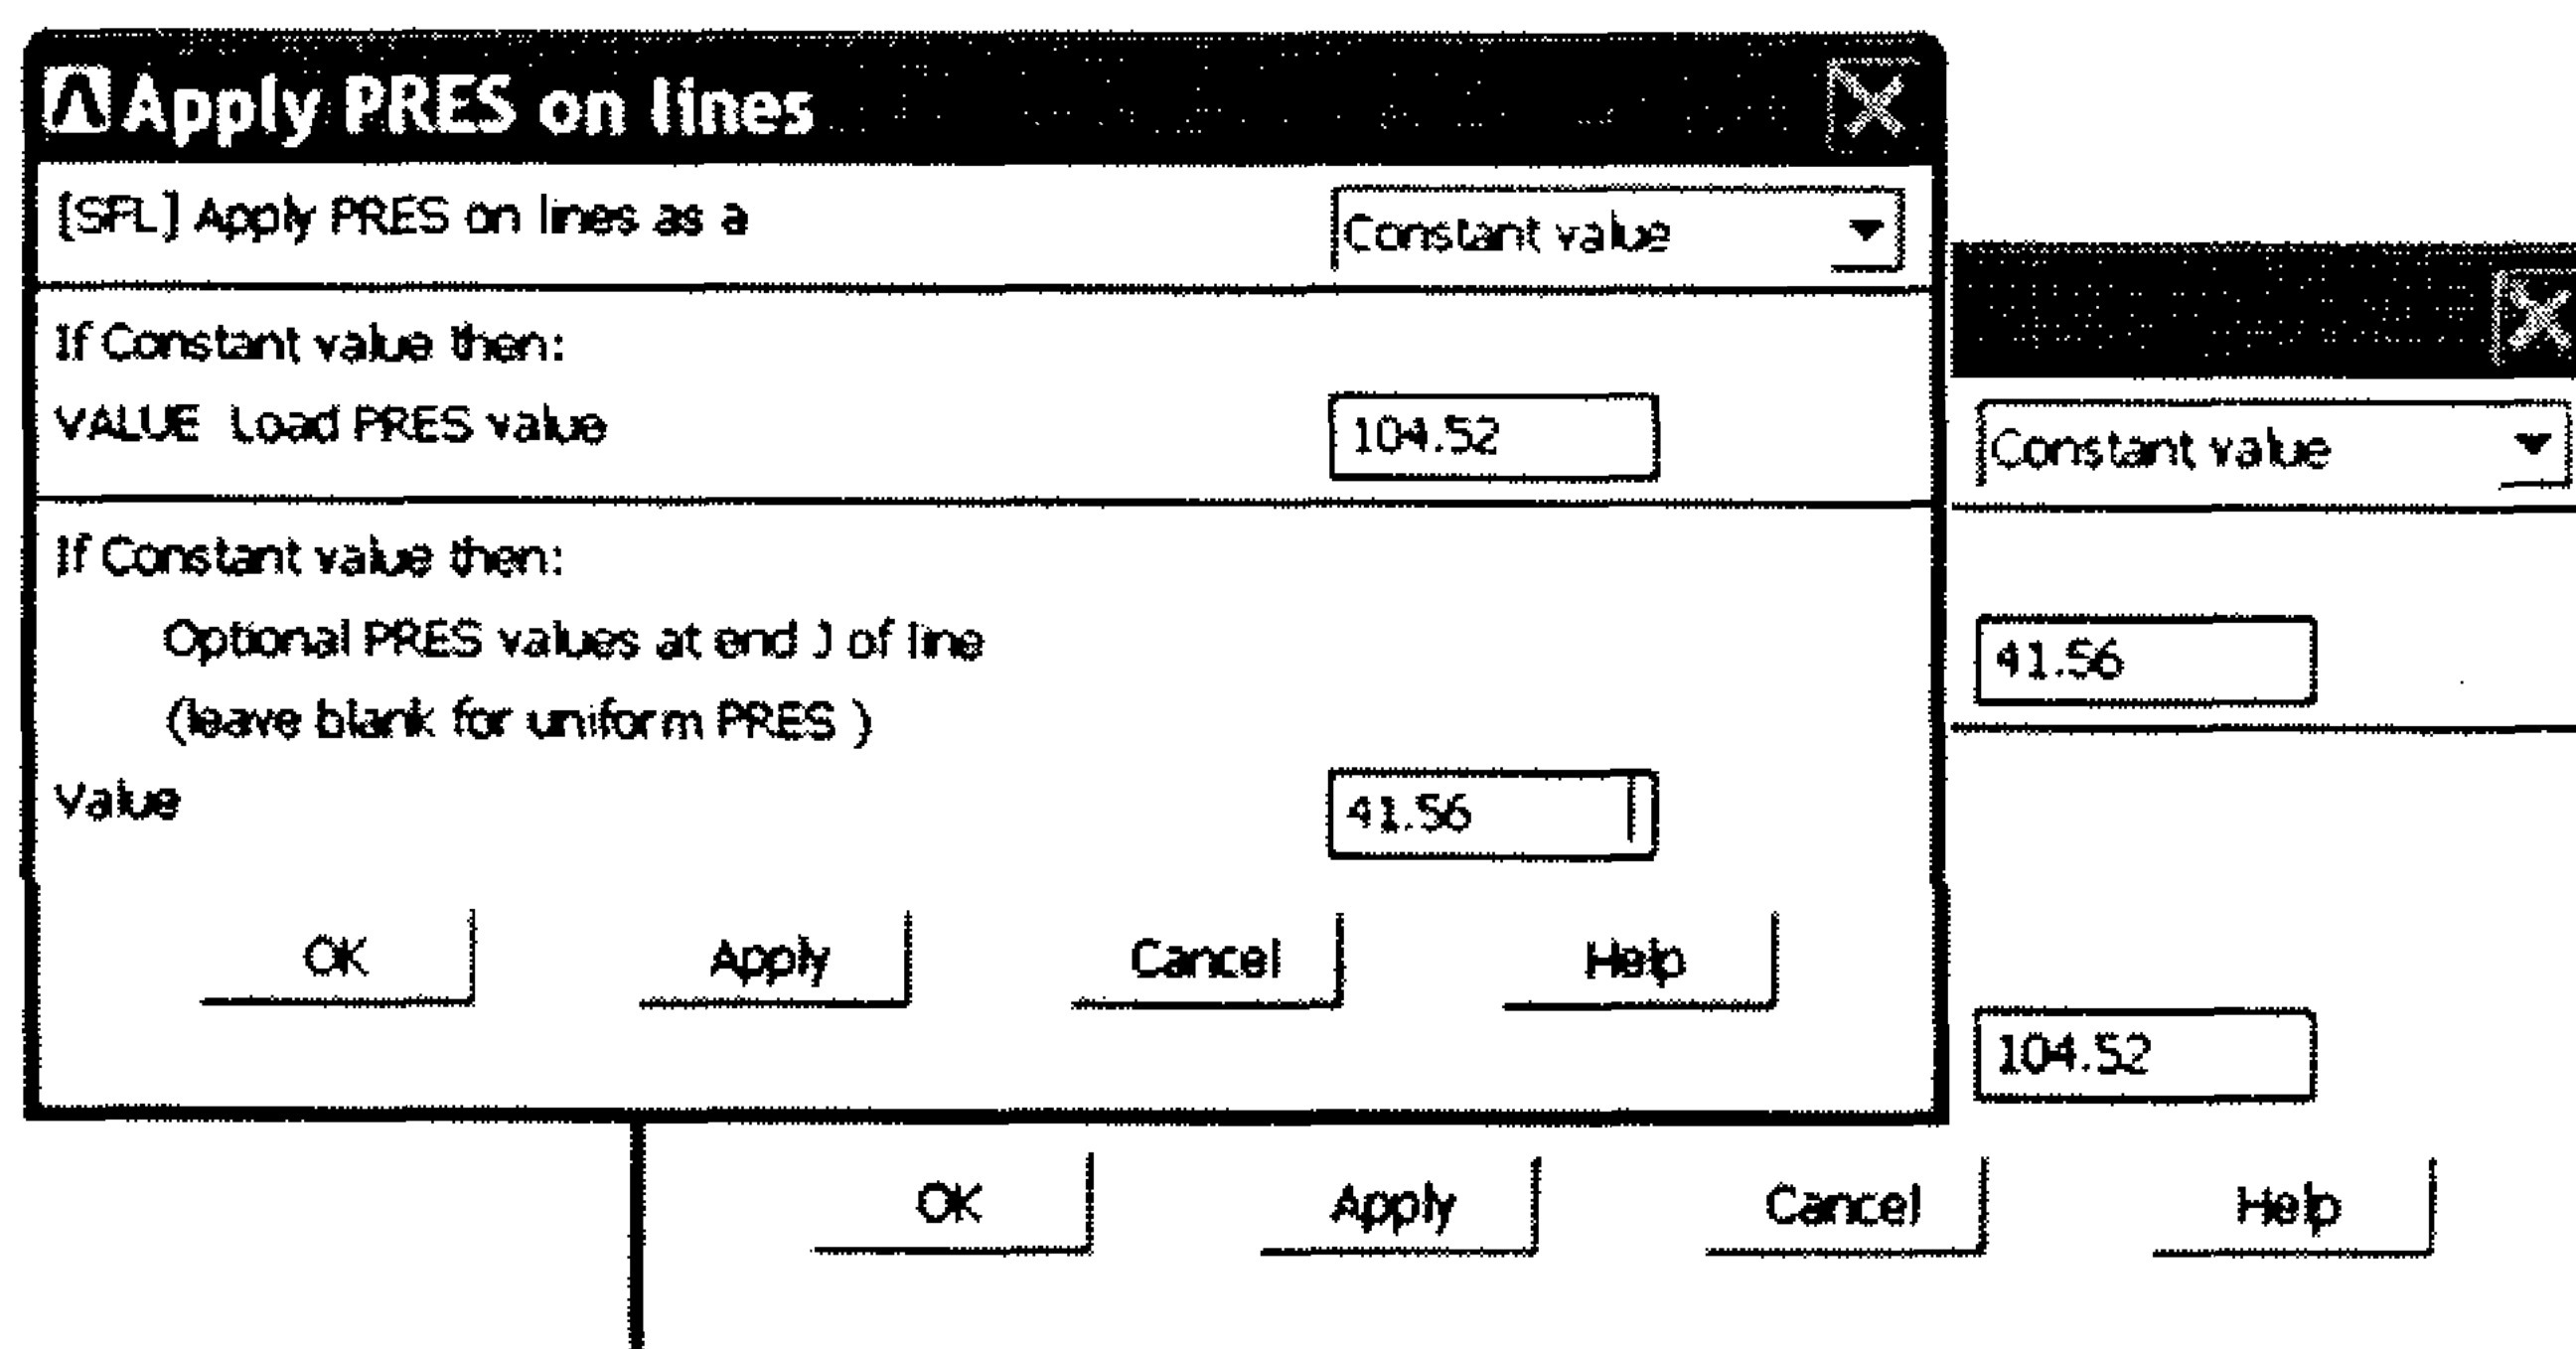 Apply PRES on lines
[SFL] Apply PRES on lines as a
Constant value
If Constant value then:
VALUE Load PRES value
104.52
If Constant value then:
Optional PRES values at end J of line
(leave blank for uniform PRES )
Value
41.56
OK
Apply
Cancel
Help
Constant value
41.56
104.52
OK
Apply
Cancel
Help